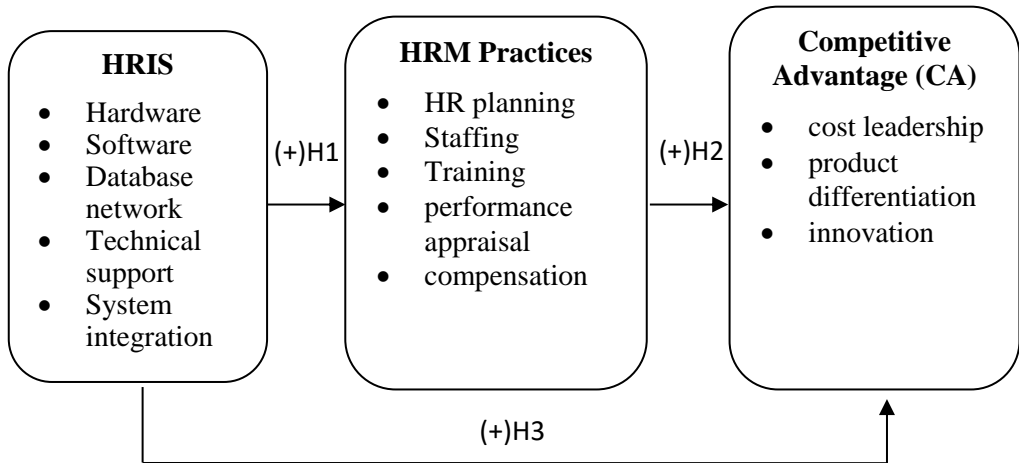 HRIS
• Hardware
• Software
• Database
network
• Technical
support
• System
integration
(+)H1
HRM Practices
• HR planning
• Staffing
• Training
• performance
appraisal
• compensation
(+)H2
Competitive
Advantage (CA)
• cost leadership
• product
differentiation
• innovation
(+)H3